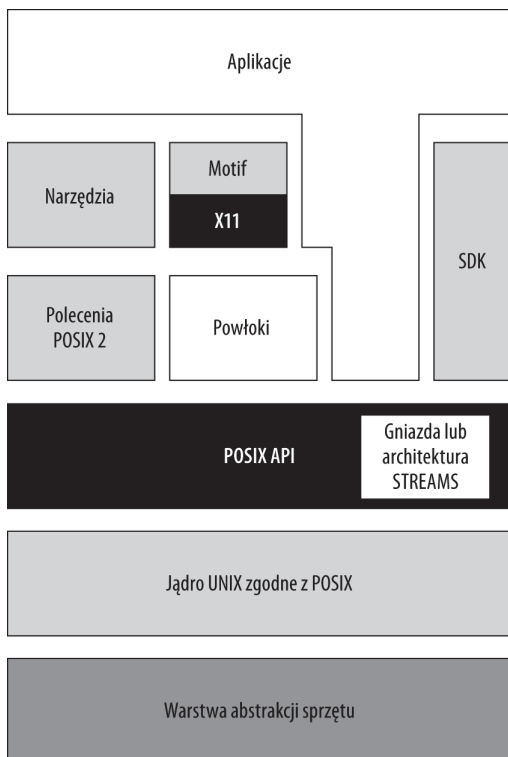 Aplikacje
Narzędzia
Motif
X11
SDK
Polecenia
POSIX 2
Powłoki
POSIX API
Gniazda lub
architektura
STREAMS
Jądro UNIX zgodne z POSIX
Warstwa abstrakcji sprzętu